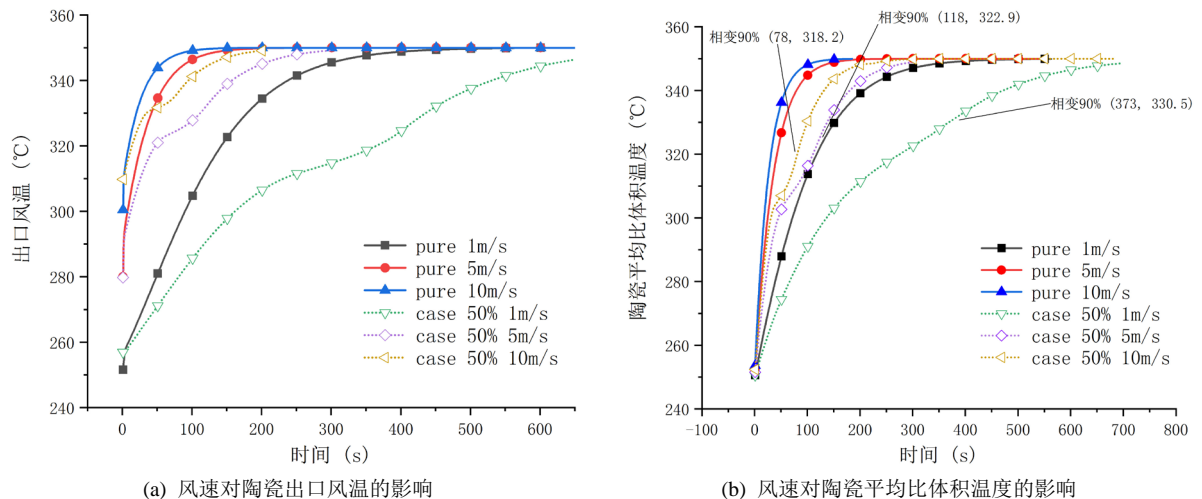 360
340
320
300
280
260
240
出口风温 (℃)
0
100
200
300
400
500
600
时间 (s)
pure 1m/s
pure 5m/s
pure 10m/s
case 50% 1m/s
case 50% 5m/s
case 50% 10m/s
(a) 风速对陶瓷出口风温的影响
相变90% (118, 322.9)
相变90% (78, 318.2)
相变90% (373, 330.5)
360
340
320
300
280
260
240
陶瓷平均比体积温度 (℃)
-100
0
100
200
300
400
500
600
700
800
时间 (s)
pure 1m/s
pure 5m/s
pure 10m/s
case 50% 1m/s
case 50% 5m/s
case 50% 10m/s
(b) 风速对陶瓷平均比体积温度的影响